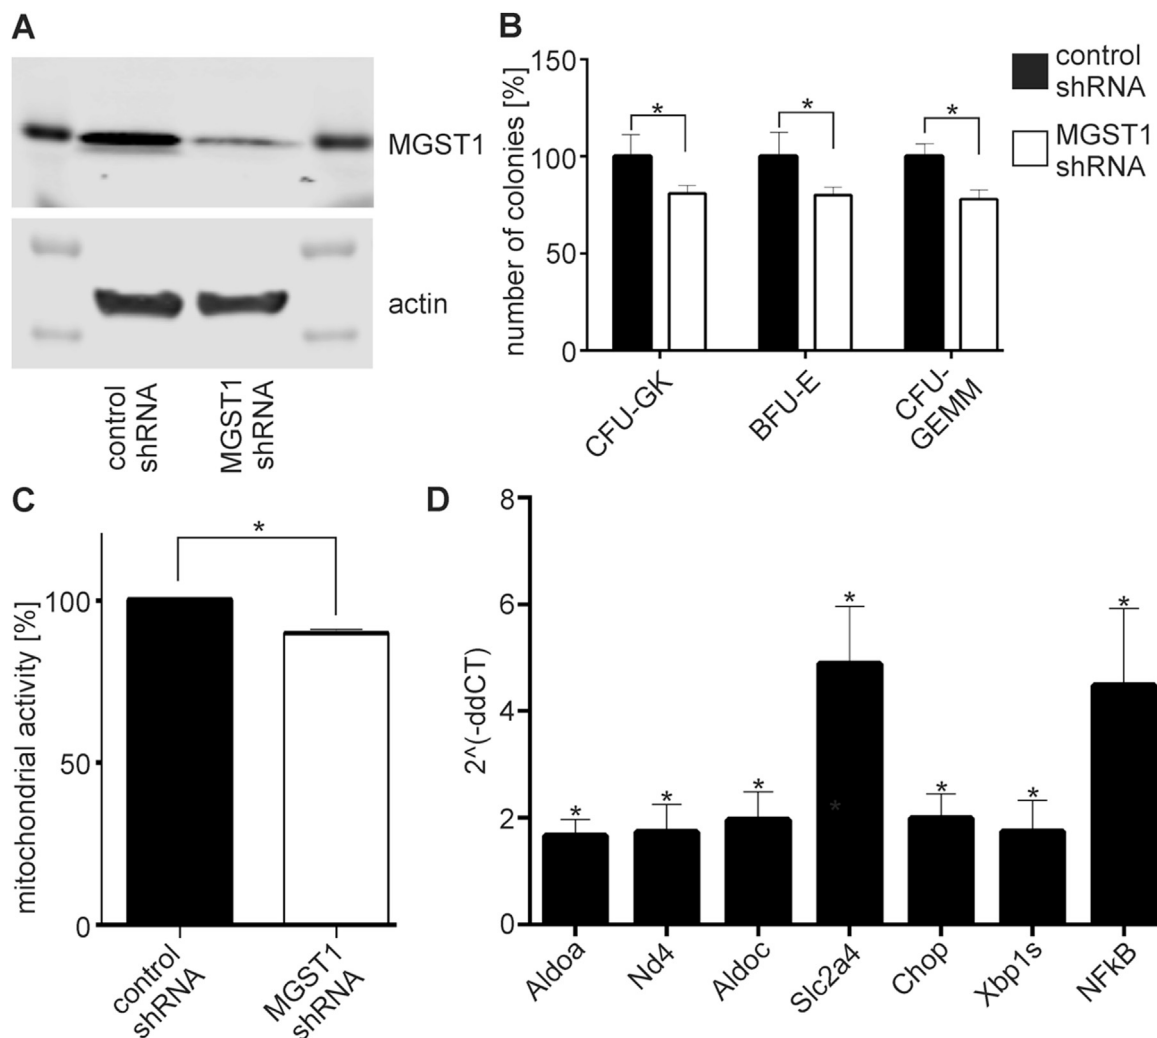 A
MGST1
actin
control
shRNA
MGST1
shRNA
B
number of colonies [%]
150
100
50
0
*
*
*
CFU-GK
BFU-E
CFU-
GEMM
control
shRNA
MGST1
shRNA
C
mitochondrial activity [%]
100
50
0
*
control
shRNA
MGST1
shRNA
D
2^(-ddCT)
8
6
4
2
0
*
*
*
*
*
*
*
*
Aldoa
Nd4
Aldoc
Slc2a4
Chop
Xbp1s
NFkB